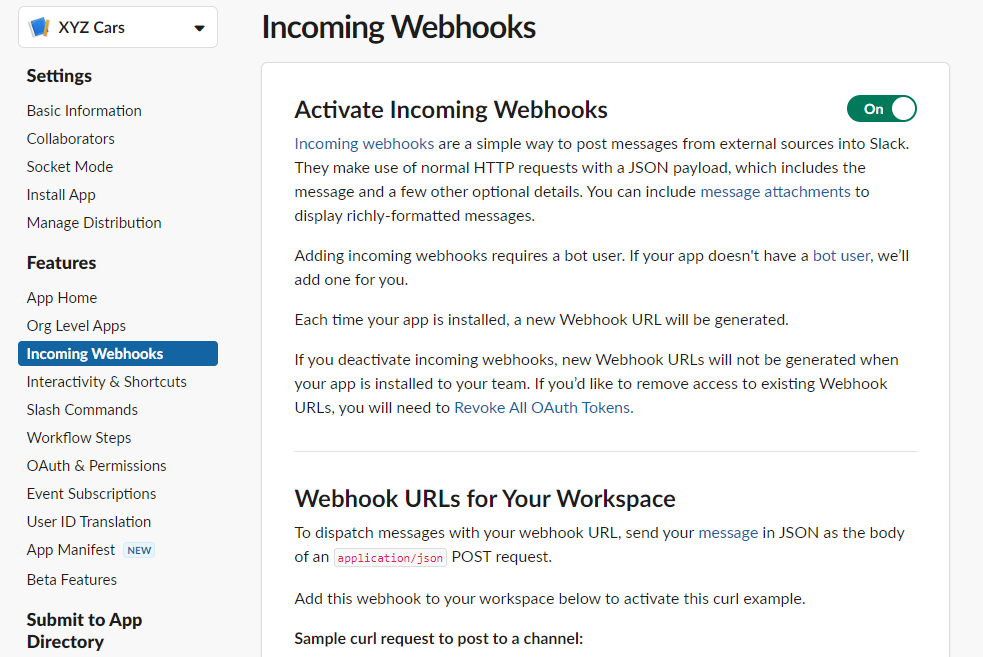 XYZ Cars
Settings
Basic Information
Collaborators
Socket Mode
Install App
Manage Distribution
Features
App Home
Org Level Apps
Incoming Webhooks
Interactivity & Shortcuts
Slash Commands
Workflow Steps
OAuth & Permissions
Event Subscriptions
User ID Translation
App Manifest NEW
Beta Features
Submit to App
Directory
Incoming Webhooks
Activate Incoming Webhooks
On
Incoming webhooks are a simple way to post messages from external sources into Slack.
They make use of normal HTTP requests with a JSON payload, which includes the
message and a few other optional details. You can include message attachments to
display richly-formatted messages.
Adding incoming webhooks requires a bot user. If your app doesn't have a bot user, we’ll
add one for you.
Each time your app is installed, a new Webhook URL will be generated.
If you deactivate incoming webhooks, new Webhook URLs will not be generated when
your app is installed to your team. If you’d like to remove access to existing Webhook
URLs, you will need to Revoke All OAuth Tokens.
Webhook URLs for Your Workspace
To dispatch messages with your webhook URL, send your message in JSON as the body
of an application/json POST request.
Add this webhook to your workspace below to activate this curl example.
Sample curl request to post to a channel: